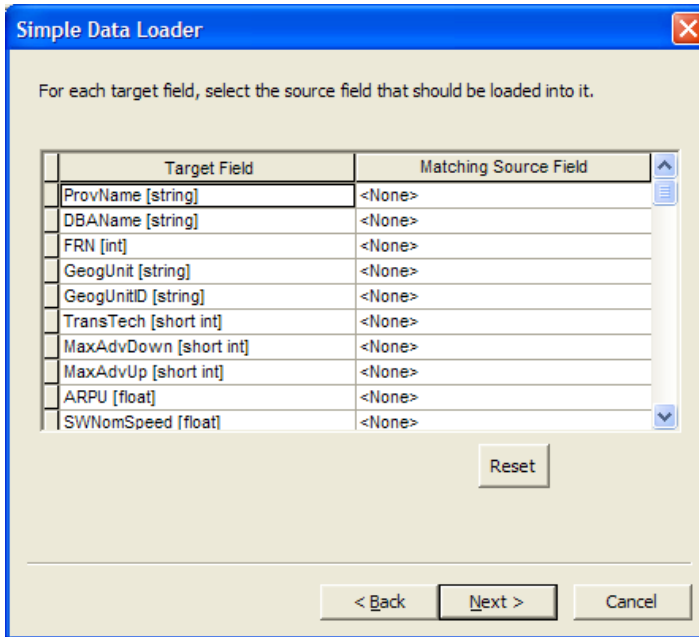 Simple Data Loader
For each target field, select the source field that should be loaded into it.
Target Field Matching Source Field
ProvName [string] <None>
DBAName [string] <None>
FRN [int] <None>
GeogUnit [string] <None>
GeogUnitID [string] <None>
TransTech [short int] <None>
MaxAdvDown [short int] <None>
MaxAdvUp [short int] <None>
ARPU [float] <None>
SWNomSpeed [float] <None>
Reset
< Back Next > Cancel